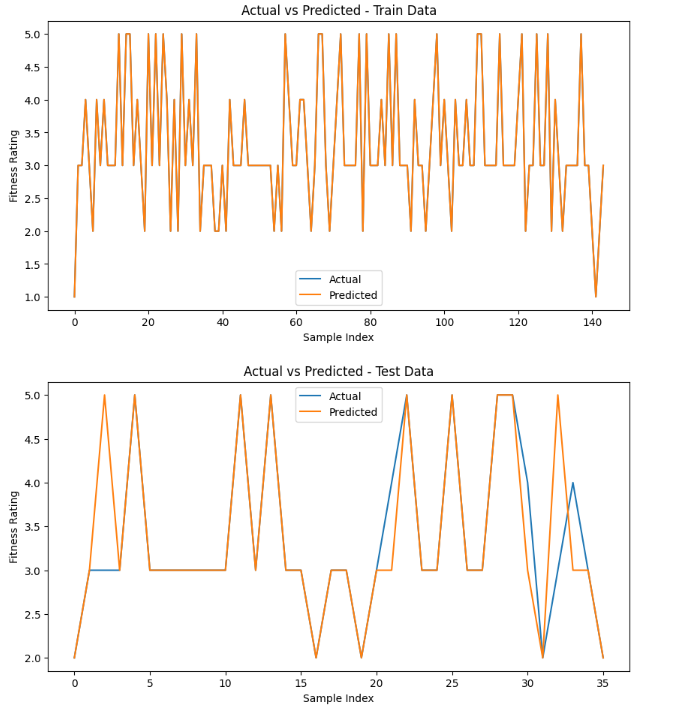 Actual vs Predicted - Train Data
5.0
4.5
4.0
3.5
3.0
2.5
2.0
1.5
1.0
Fitness Rating
Actual
Predicted
0 20 40 60 80 100 120 140
Sample Index
Actual vs Predicted - Test Data
Actual
Predicted
5.0
4.5
4.0
3.5
3.0
2.5
2.0
Fitness Rating
0 5 10 15 20 25 30 35
Sample Index